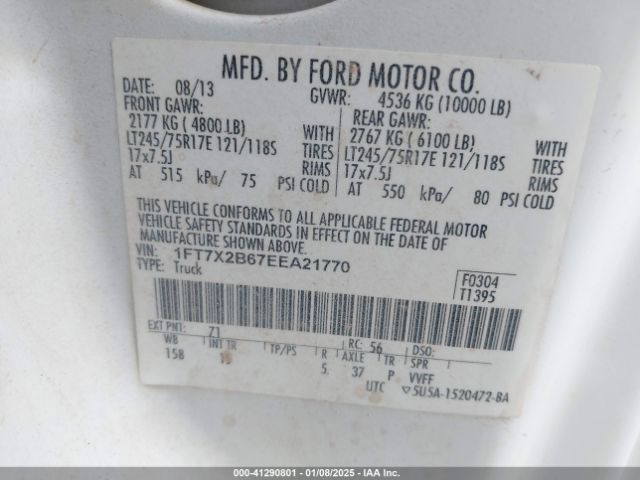 MFD. BY FORD MOTOR CO.
DATE: 08/13 GVWR: 4536 KG (10000 LB)
FRONT GAWR: REAR GAWR:
2177 KG (4800 LB) WITH 2767 KG (6100 LB) WITH
LT245/75R17E 121/118S TIRES LT245/75R17E 121/118S TIRES
17x7.5J RIMS 17x7.5J RIMS
AT 515 kPa/ 75 PSI COLD AT 550 kPa/ 80 PSI COLD
THIS VEHICLE CONFORMS TO ALL APPLICABLE FEDERAL MOTOR
VEHICLE SAFETY STANDARDS IN EFFECT ON THE DATE OF
MANUFACTURE SHOWN ABOVE.
VIN: 1FT7X2B67EEA21770
TYPE: Truck
F0304
T1395
EXT PNT: Z1 RC: 56 DSO:
WB INT TR TP/PS R AXLE TR SPR
158 5 37 P VVFF
UTC ▽5U5A-1520472-BA
000-41290801 - 01/08/2025 - IAA Inc.